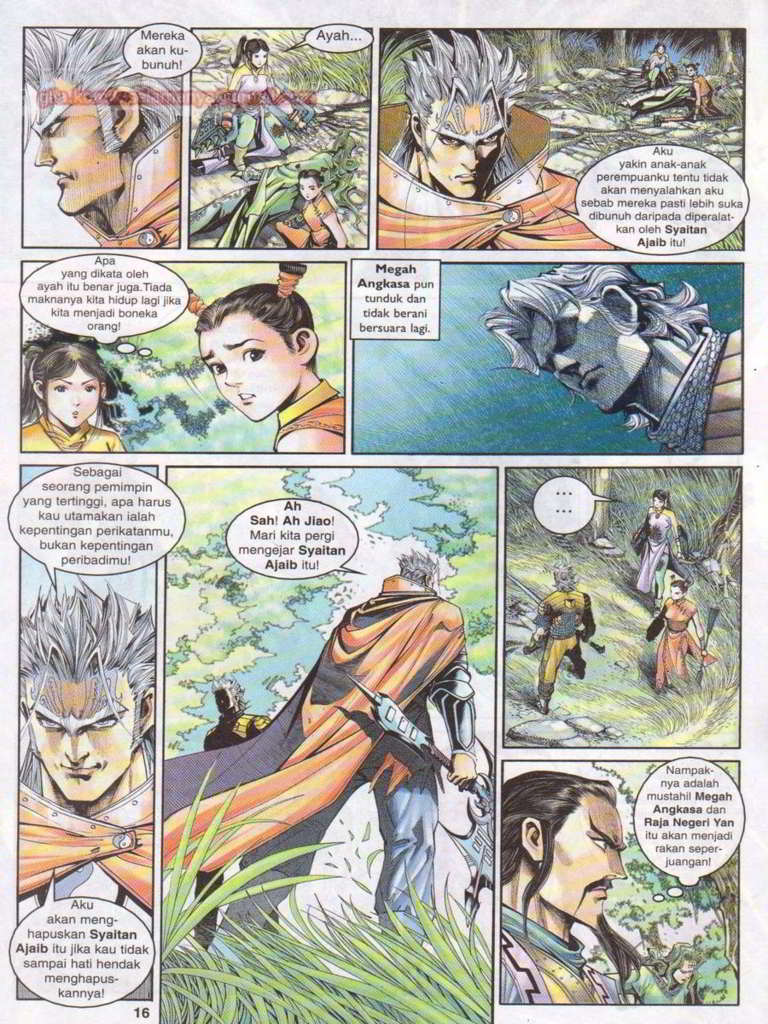 Mereka
akan ku-
bunuh!
Ayah...
Aku
yakin anak-anak
perempuanku tentu tidak
akan menyalahkan aku
sebab mereka pasti lebih suka
dibunuh daripada diperalat-
kan oleh Syaitan
Ajaib itu!
Apa
yang dikata oleh
ayah itu benar juga.Tiada
maknanya kita hidup lagi jika
kita menjadi boneka
orang!
Megah
Angkasa pun
tunduk dan
tidak berani
bersuara lagi.
Sebagai
seorang pemimpin
yang tertinggi, apa harus
kau utamakan ialah
kepentingan perikatanmu,
bukan kepentingan
peribadimu!
Aku
akan meng-
hapuskan Syaitan
Ajaib itu jika kau tidak
sampai hati hendak
menghapus-
kannya!
Ah
Sah! Ah Jiao!
Mari kita pergi
mengejar Syaitan
Ajaib itu!
...
...
Nampak-
nya adalah
mustahil Megah
Angkasa dan
Raja Negeri Yan
itu akan menjadi
rakan seper-
juangan!
16